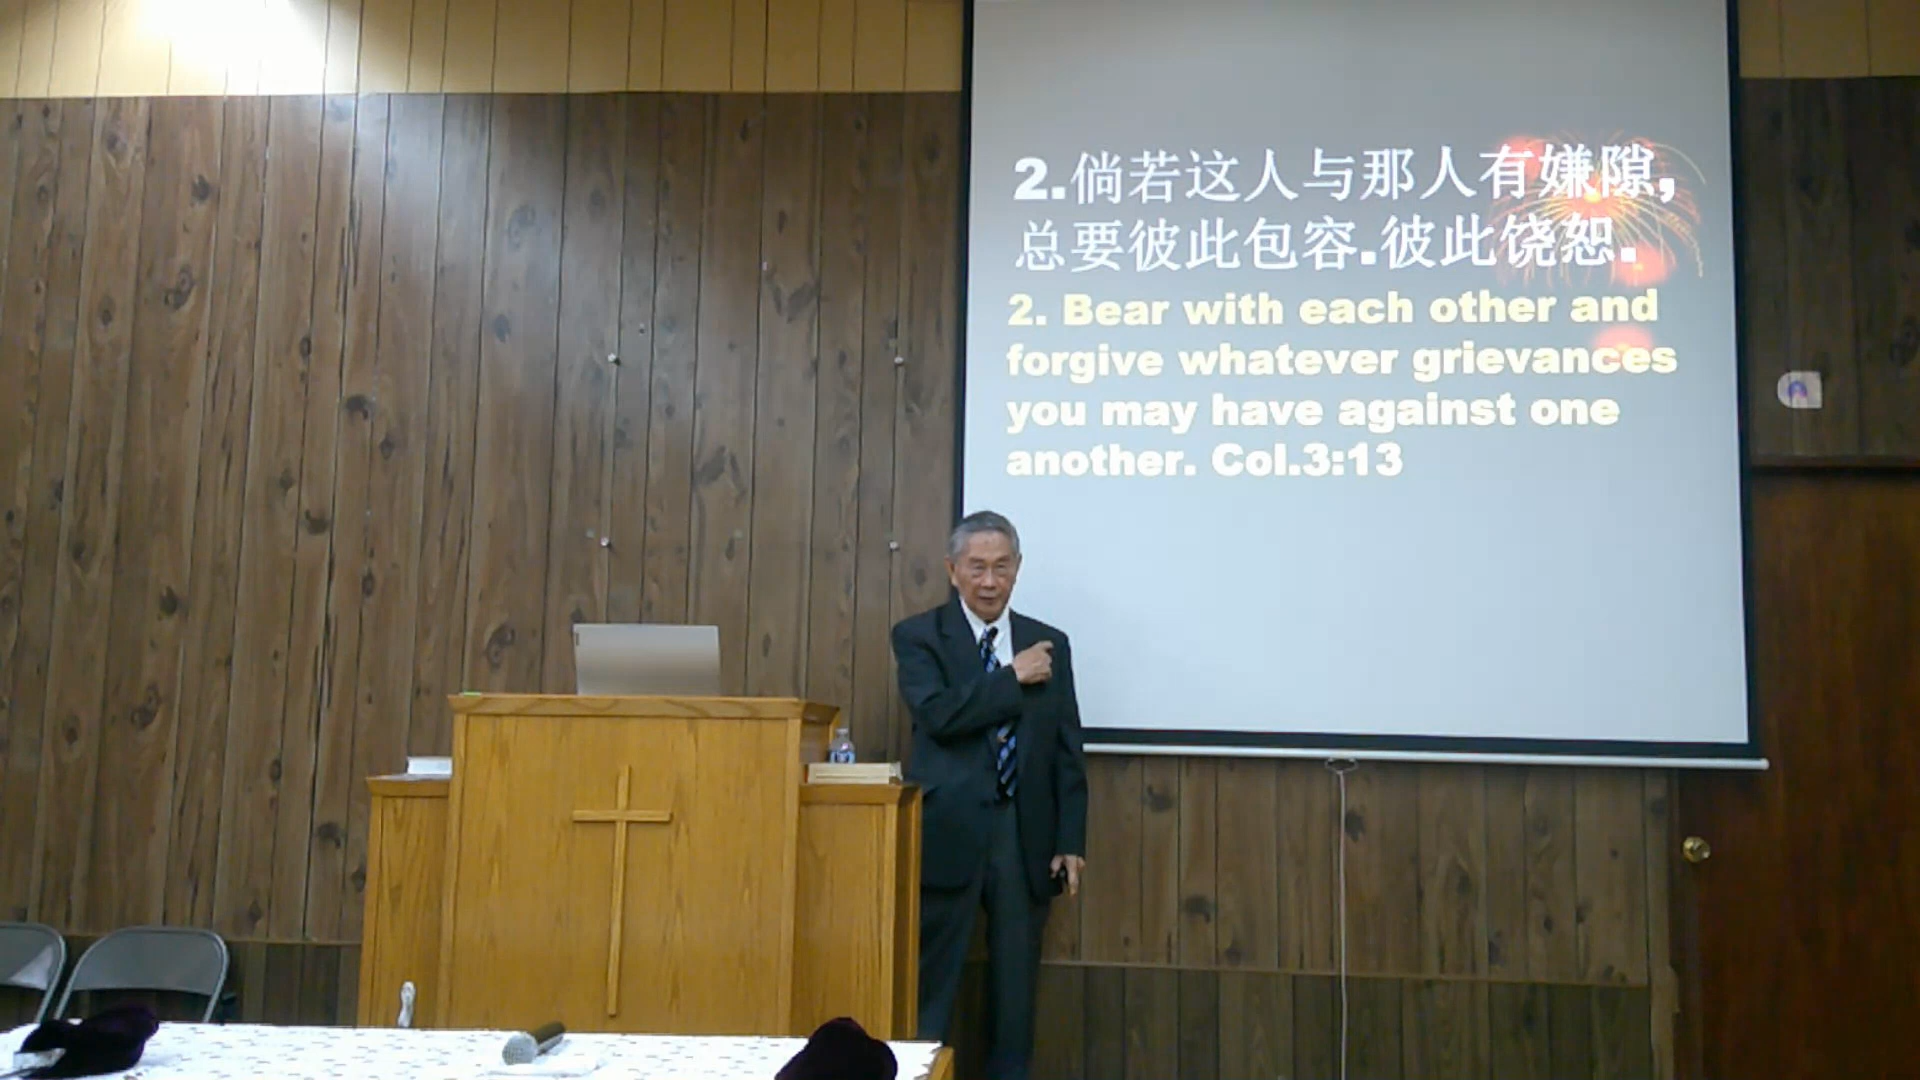 2.倘若这人与那人有嫌隙,
总要彼此包容.彼此饶恕.
2. Bear with each other and
forgive whatever grievances
you may have against one
another. Col.3:13